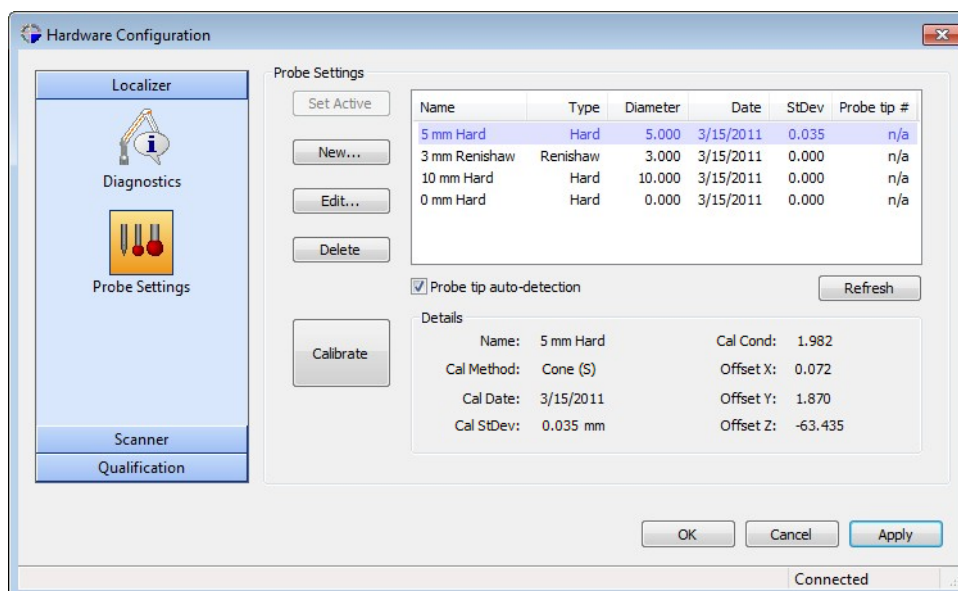 Hardware Configuration
Localizer
Diagnostics
Probe Settings
Scanner
Qualification
Probe Settings
Set Active
New...
Edit...
Delete
Calibrate
Name Type Diameter Date StDev Probe tip #
5 mm Hard Hard 5.000 3/15/2011 0.035 n/a
3 mm Renishaw Renishaw 3.000 3/15/2011 0.000 n/a
10 mm Hard Hard 10.000 3/15/2011 0.000 n/a
0 mm Hard Hard 0.000 3/15/2011 0.000 n/a
Probe tip auto-detection
Refresh
Details
Name: 5 mm Hard Cal Cond: 1.982
Cal Method: Cone (S) Offset X: 0.072
Cal Date: 3/15/2011 Offset Y: 1.870
Cal StDev: 0.035 mm Offset Z: -63.435
OK Cancel Apply
Connected